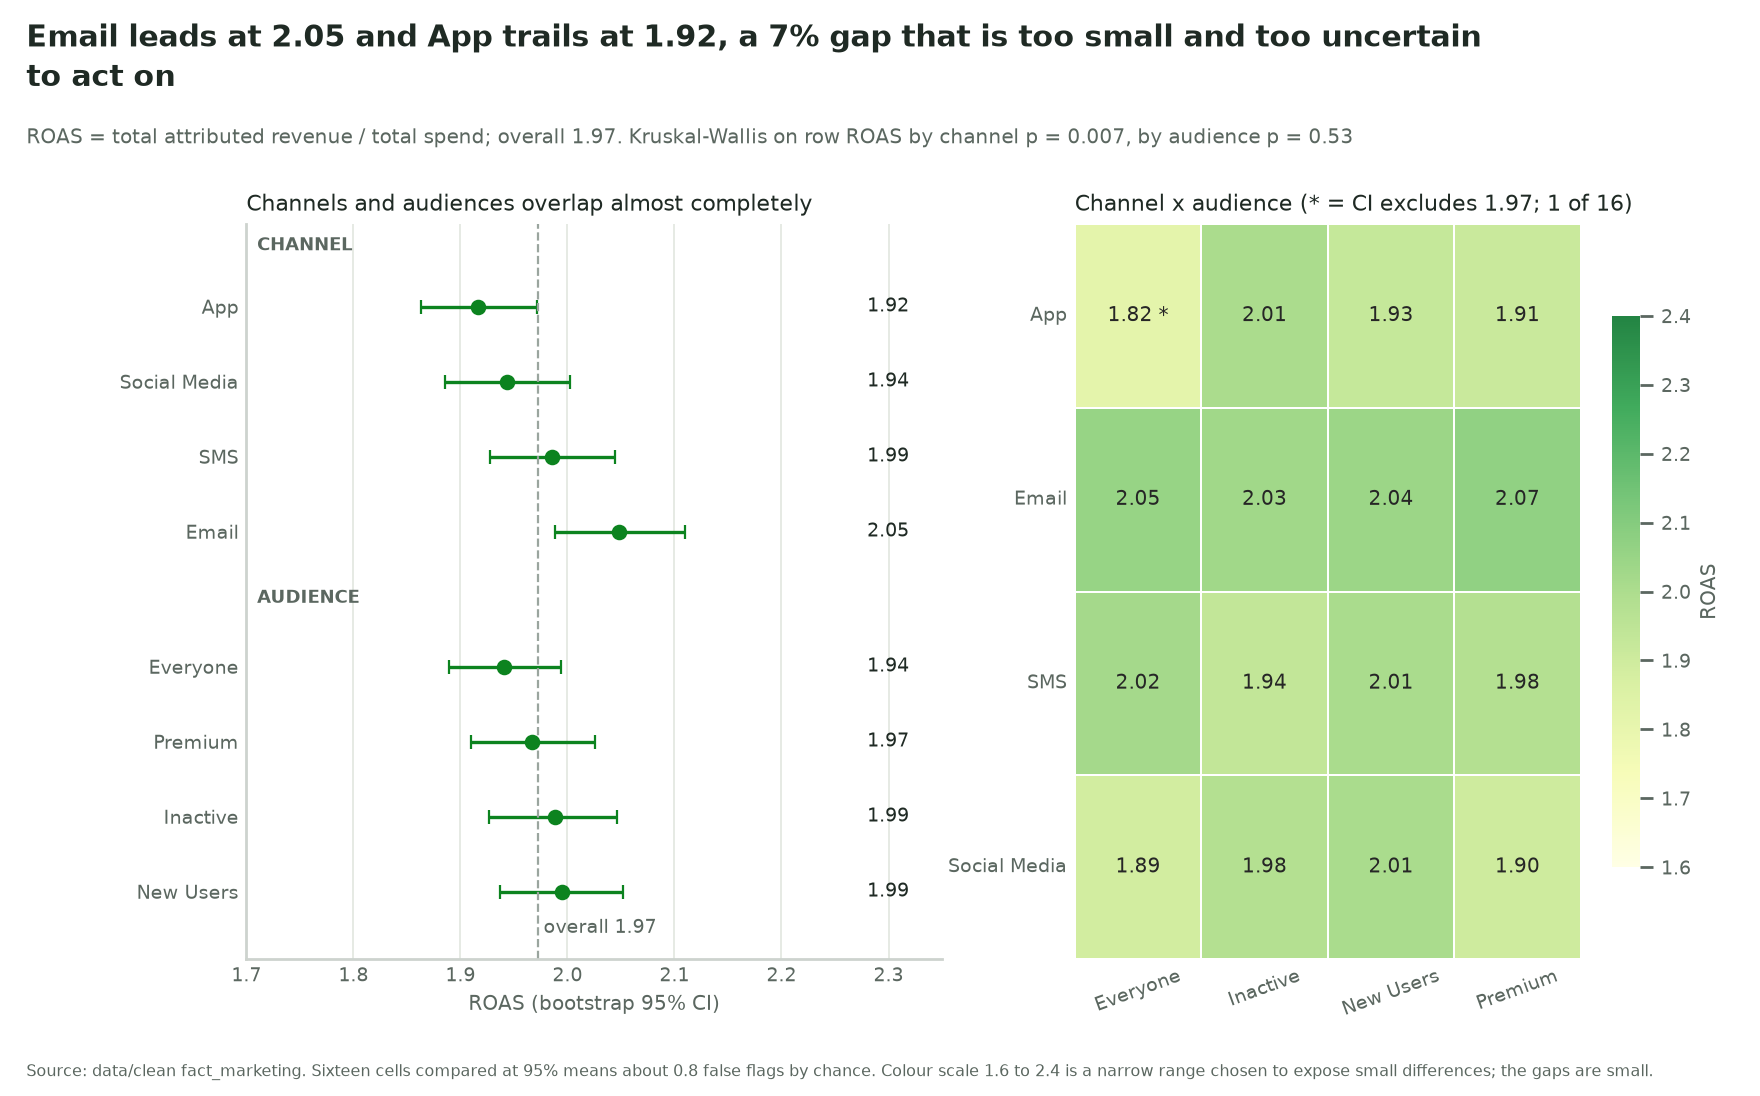 Email leads at 2.05 and App trails at 1.92, a 7% gap that is too small and too uncertain
to act on
ROAS = total attributed revenue / total spend; overall 1.97. Kruskal-Wallis on row ROAS by channel p = 0.007, by audience p = 0.53
Channels and audiences overlap almost completely
CHANNEL
App 1.92
Social Media 1.94
SMS 1.99
Email 2.05
AUDIENCE
Everyone 1.94
Premium 1.97
Inactive 1.99
New Users 1.99
overall 1.97
1.7 1.8 1.9 2.0 2.1 2.2 2.3
ROAS (bootstrap 95% CI)
Channel x audience (* = CI excludes 1.97; 1 of 16)
App 1.82 * 2.01 1.93 1.91
Email 2.05 2.03 2.04 2.07
SMS 2.02 1.94 2.01 1.98
Social Media 1.89 1.98 2.01 1.90
Everyone Inactive New Users Premium
2.4
2.3
2.2
2.1
2.0
1.9
1.8
1.7
1.6
ROAS
Source: data/clean fact_marketing. Sixteen cells compared at 95% means about 0.8 false flags by chance. Colour scale 1.6 to 2.4 is a narrow range chosen to expose small differences; the gaps are small.